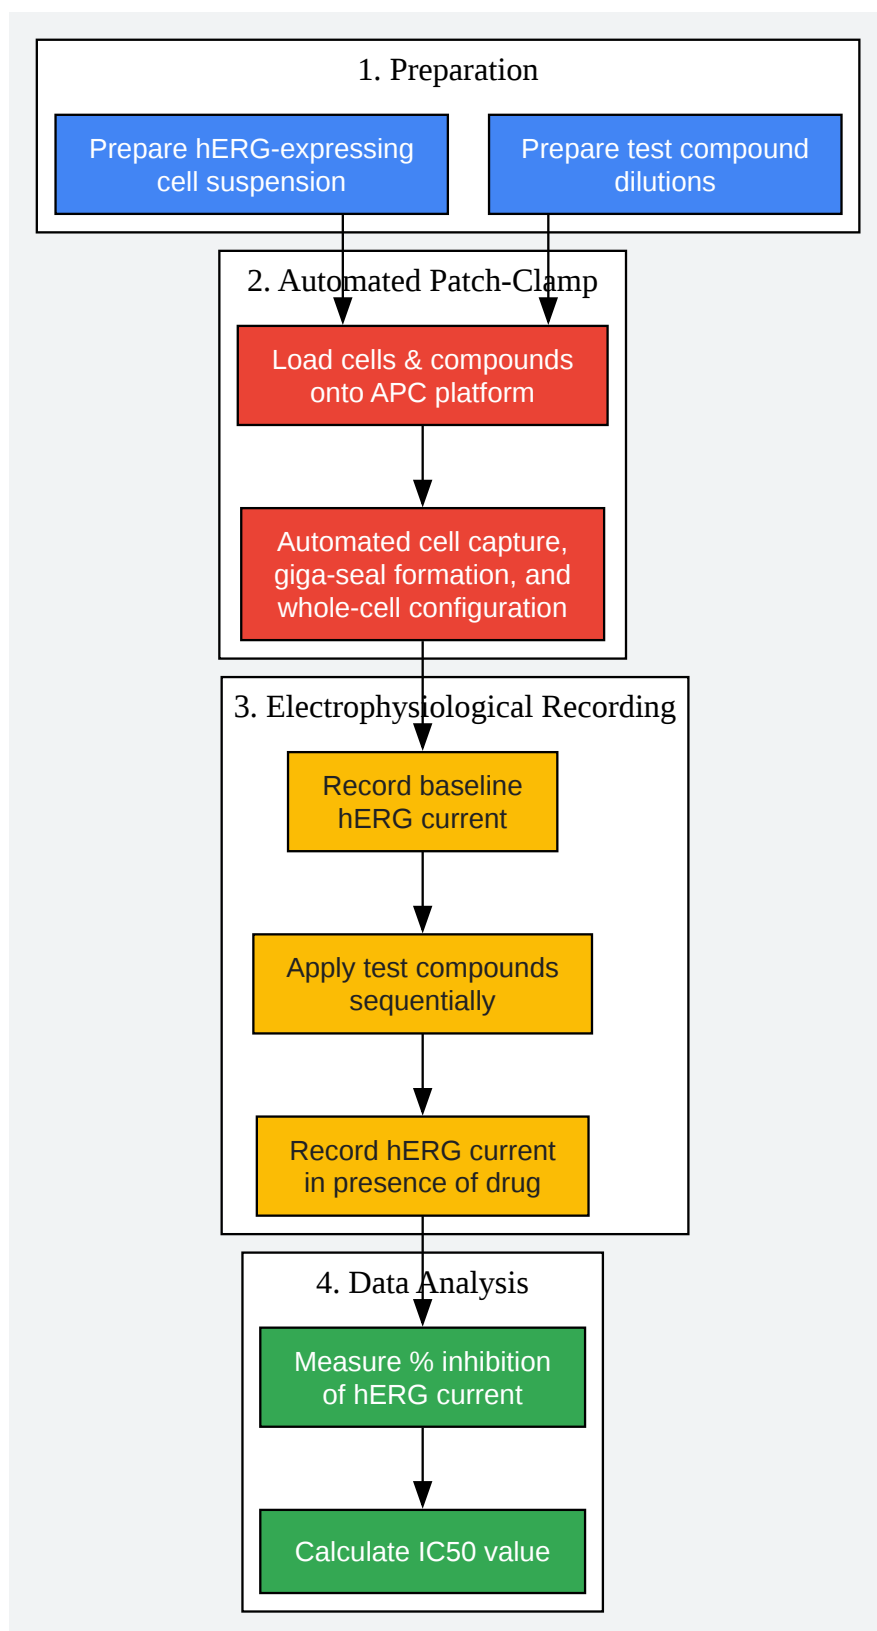 1. Preparation
Prepare hERG-expressing
cell suspension
Prepare test compound
dilutions
2. Automated Patch-Clamp
Load cells & compounds
onto APC platform
Automated cell capture,
giga-seal formation, and
whole-cell configuration
3. Electrophysiological Recording
Record baseline
hERG current
Apply test compounds
sequentially
Record hERG current
in presence of drug
4. Data Analysis
Measure % inhibition
of hERG current
Calculate IC50 value